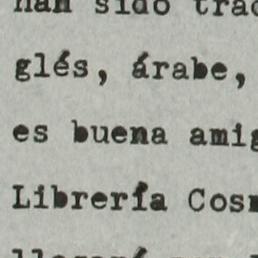 han sido trad
glés, árabe,
es buena amig
Librería Cosm